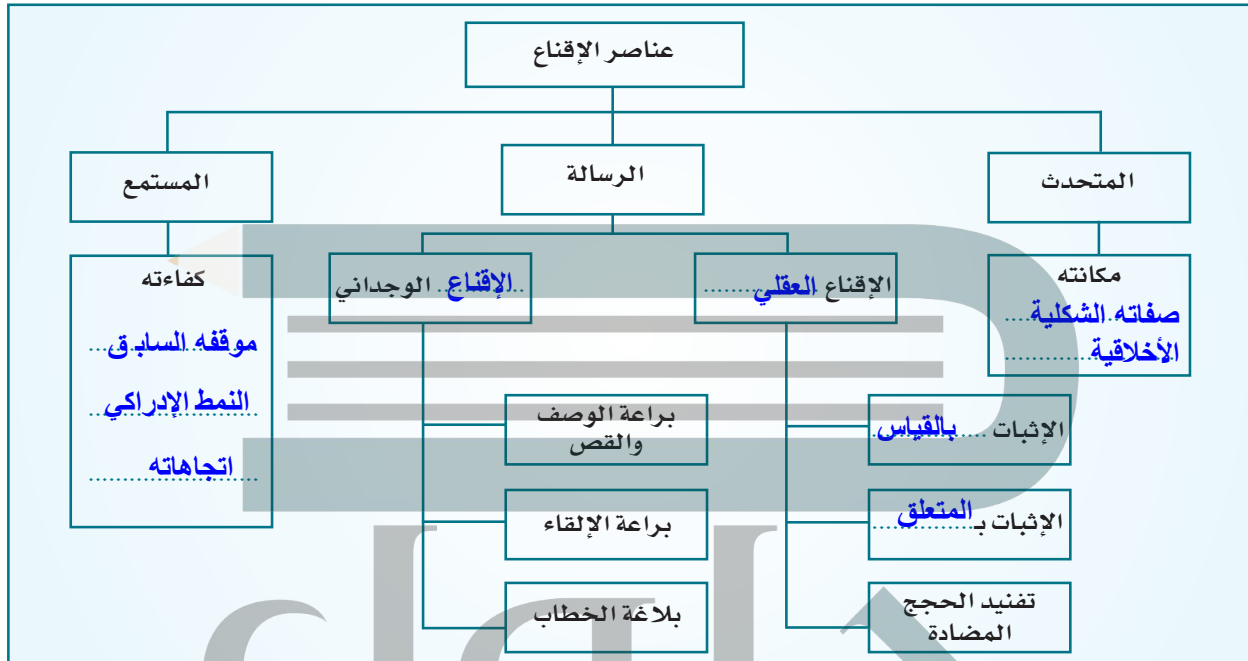 عناصر الإقناع
المتحدث
الرسالة
المستمع
مكانته
صفاته الشكلية
الأخلاقية
الإقناع العقلي
الإقناع الوجداني
كفاءته
موقفه السابق
النمط الإدراكي
اتجاهاته
الإثبات بالقياس
الإثبات بـ المتعلق
تفنيد الحجج
المضادة
براعة الوصف
والقص
براعة الإلقاء
بلاغة الخطاب